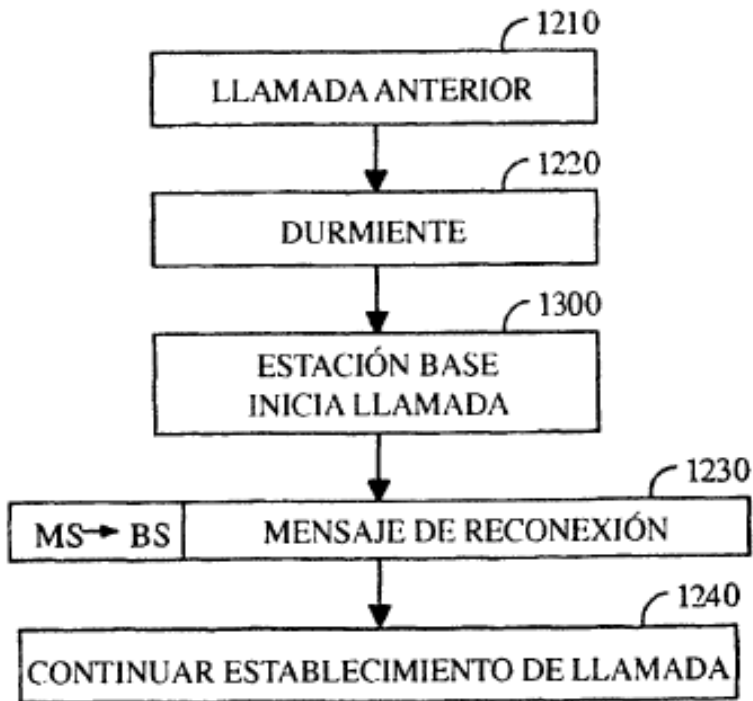 1210
LLAMADA ANTERIOR
1220
DURMIENTE
1300
ESTACIÓN BASE
INICIA LLAMADA
1230
MS→ BS MENSAJE DE RECONEXIÓN
1240
CONTINUAR ESTABLECIMIENTO DE LLAMADA